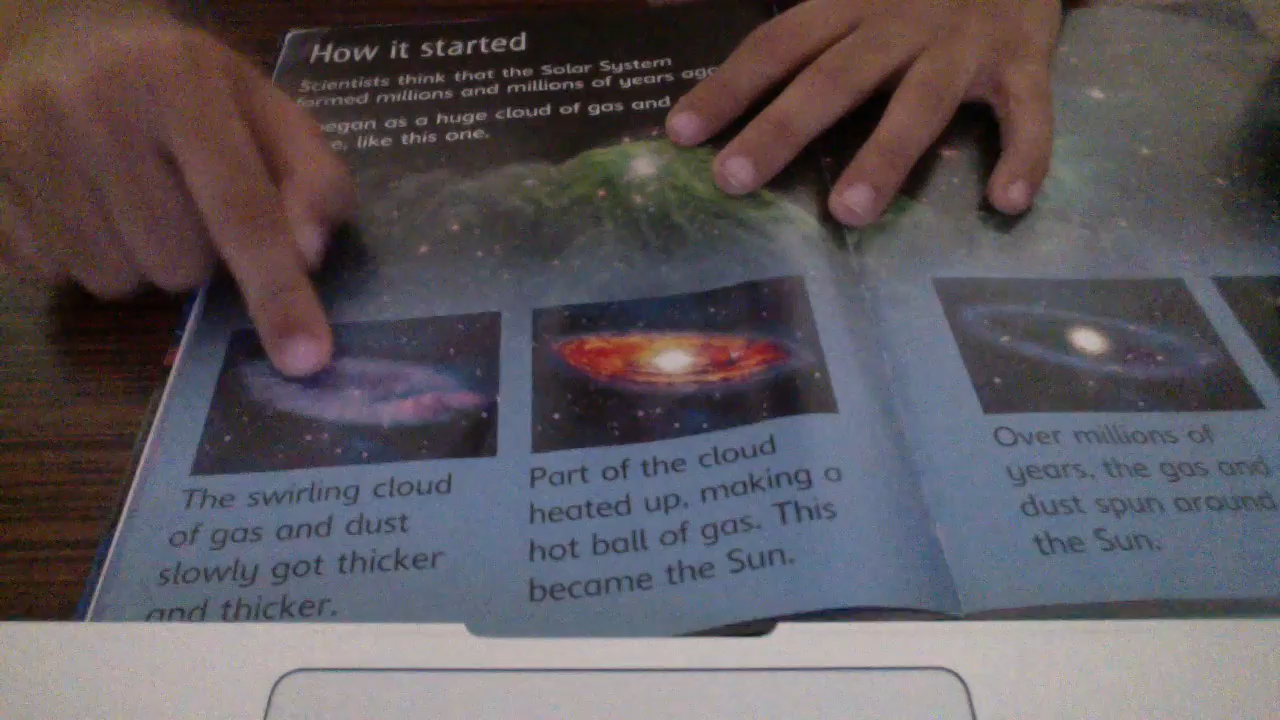 How it started
Scientists think that the Solar System
formed millions and millions of years ago
began as a huge cloud of gas and
like this one.
The swirling cloud
of gas and dust
slowly got thicker
and thicker.
Part of the cloud
heated up, making a
hot ball of gas. This
became the Sun.
Over millions of
years, the gas and
dust spun around
the Sun.